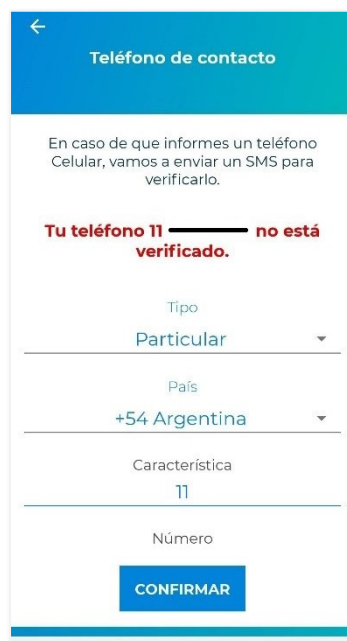 Teléfono de contacto
En caso de que informes un teléfono
Celular, vamos a enviar un SMS para
verificarlo.
Tu teléfono 11 no está
verificado.
Tipo
Particular
País
+54 Argentina
Característica
11
Número
CONFIRMAR